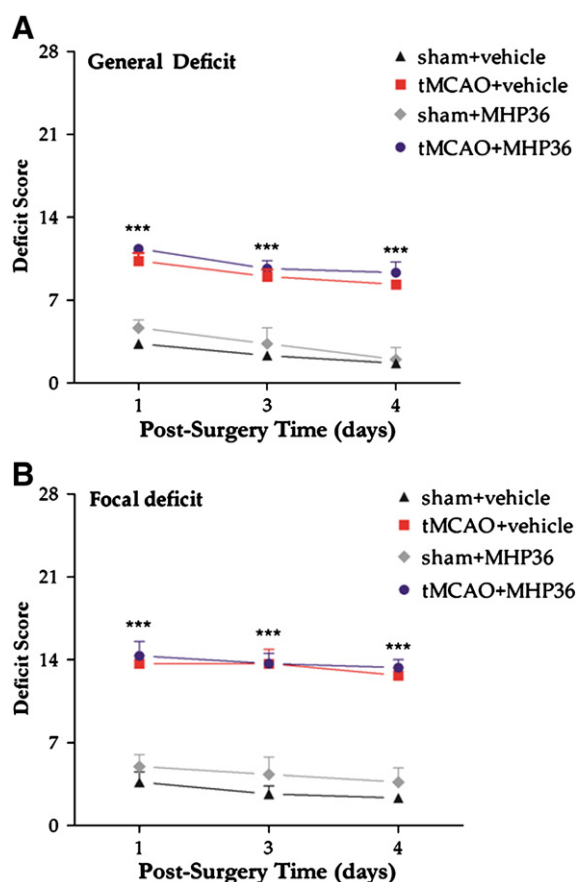 A
General Deficit
sham+vehicle
tMCAO+vehicle
sham+MHP36
tMCAO+MHP36
Deficit Score
28
21
14
7
0
***
***
***
1 3 4
Post-Surgery Time (days)
B
Focal deficit
sham+vehicle
tMCAO+vehicle
sham+MHP36
tMCAO+MHP36
Deficit Score
28
21
14
7
0
***
***
***
1 3 4
Post-Surgery Time (days)